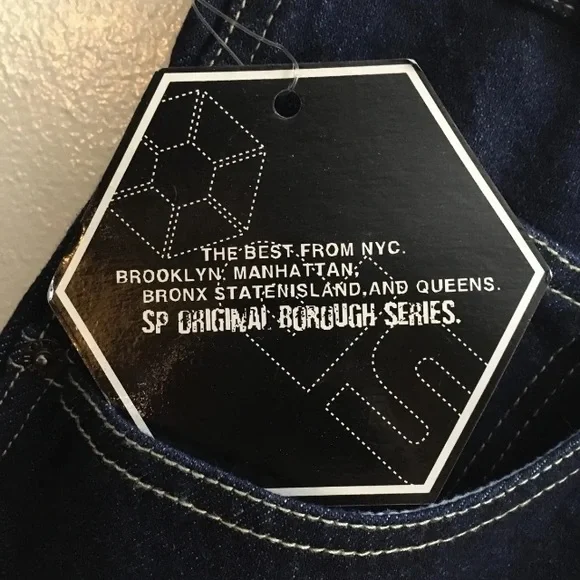 THE BEST FROM NYC.
BROOKLYN. MANHATTAN,
BRONX STATENISLAND,AND QUEENS.
SP ORIGINAL BOROUGH SERIES.